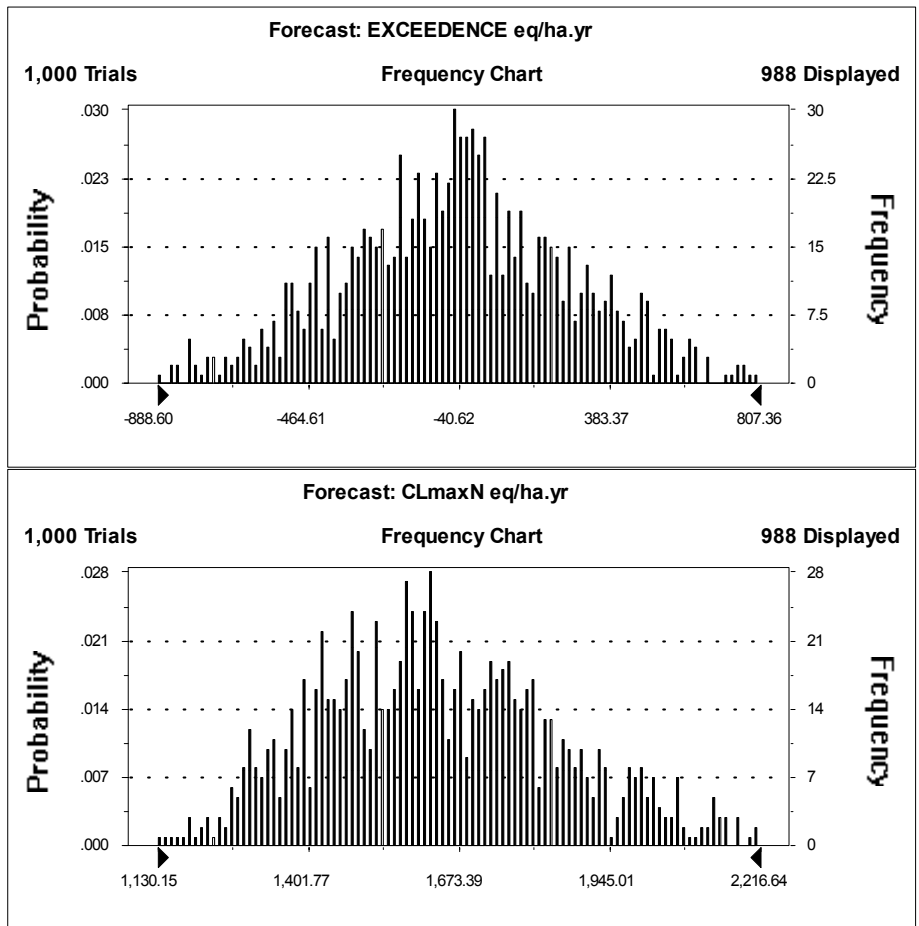 Forecast: EXCEEDENCE eq/ha.yr
1,000 Trials Frequency Chart 988 Displayed
Probability
Frequency
.030 30
.023 22.5
.015 15
.008 7.5
.000 0
-888.60 -464.61 -40.62 383.37 807.36
Forecast: CLmaxN eq/ha.yr
1,000 Trials Frequency Chart 988 Displayed
Probability
Frequency
.028 28
.021 21
.014 14
.007 7
.000 0
1,130.15 1,401.77 1,673.39 1,945.01 2,216.64